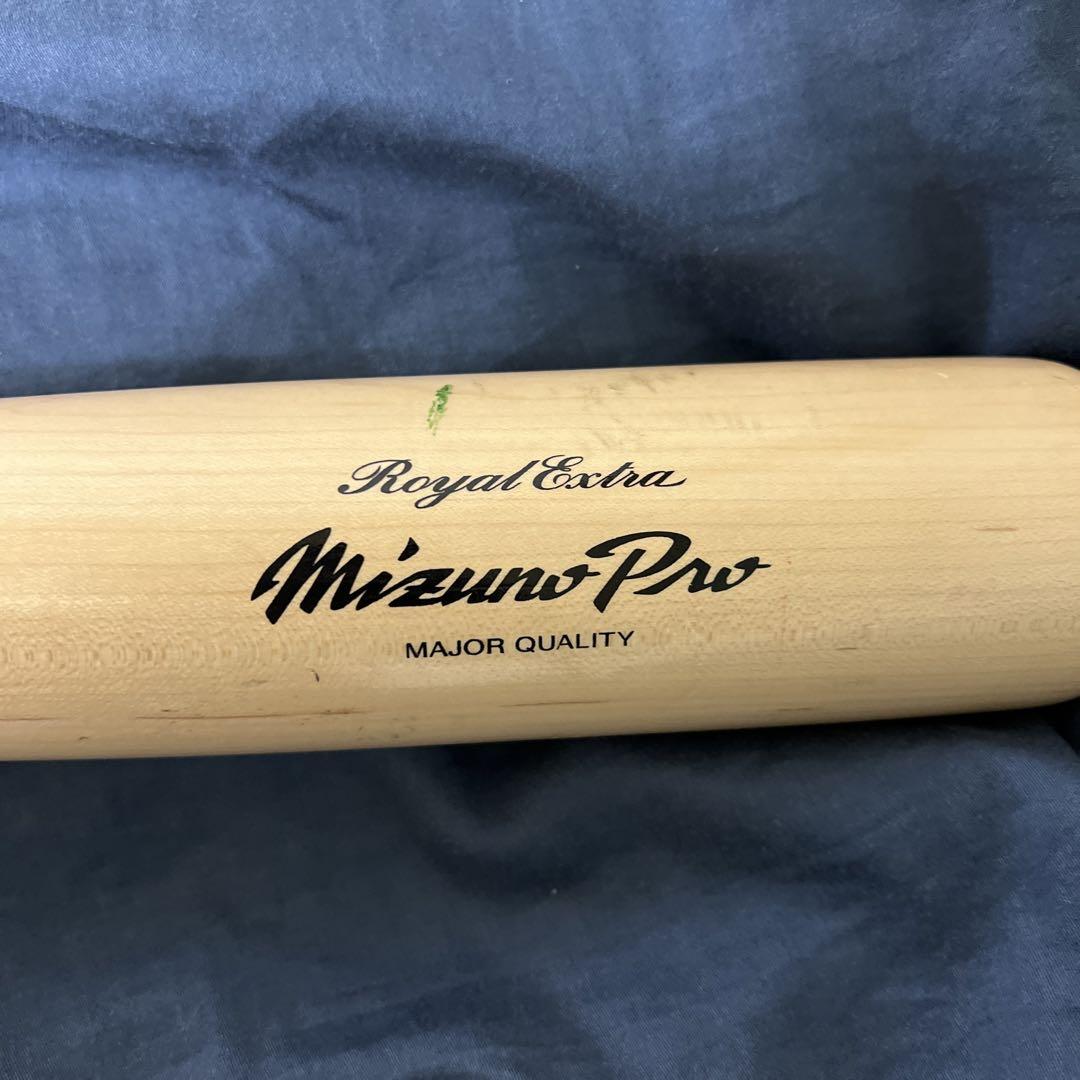 Royal Extra
Mizuno Pro
MAJOR QUALITY